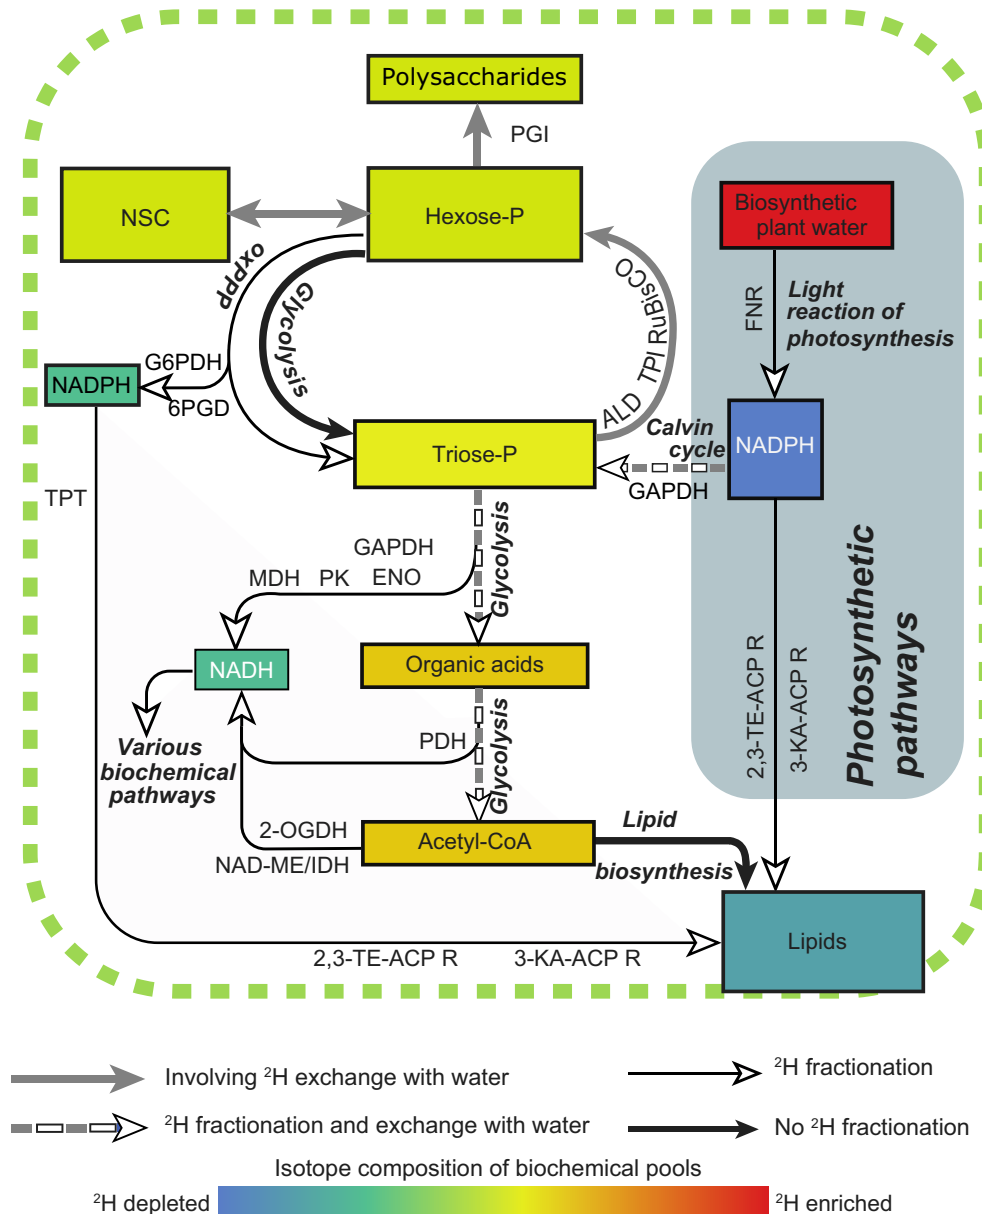 Polysaccharides
PGI
NSC
Hexose-P
Biosynthetic
plant water
oxPPP
Glycolysis
ALD TPI RuBisCO
FNR
Light
reaction of
photosynthesis
G6PDH
NADPH
6PGD
Triose-P
Calvin
cycle
NADPH
GAPDH
TPT
GAPDH
MDH PK ENO
Glycolysis
NADH
Organic acids
Various
biochemical
pathways
PDH
Glycolysis
2,3-TE-ACP R
3-KA-ACP R
Photosynthetic
pathways
2-OGDH
NAD-ME/IDH
Acetyl-CoA
Lipid
biosynthesis
Lipids
2,3-TE-ACP R 3-KA-ACP R
Involving ²H exchange with water
²H fractionation
²H fractionation and exchange with water
No ²H fractionation
Isotope composition of biochemical pools
²H depleted
²H enriched